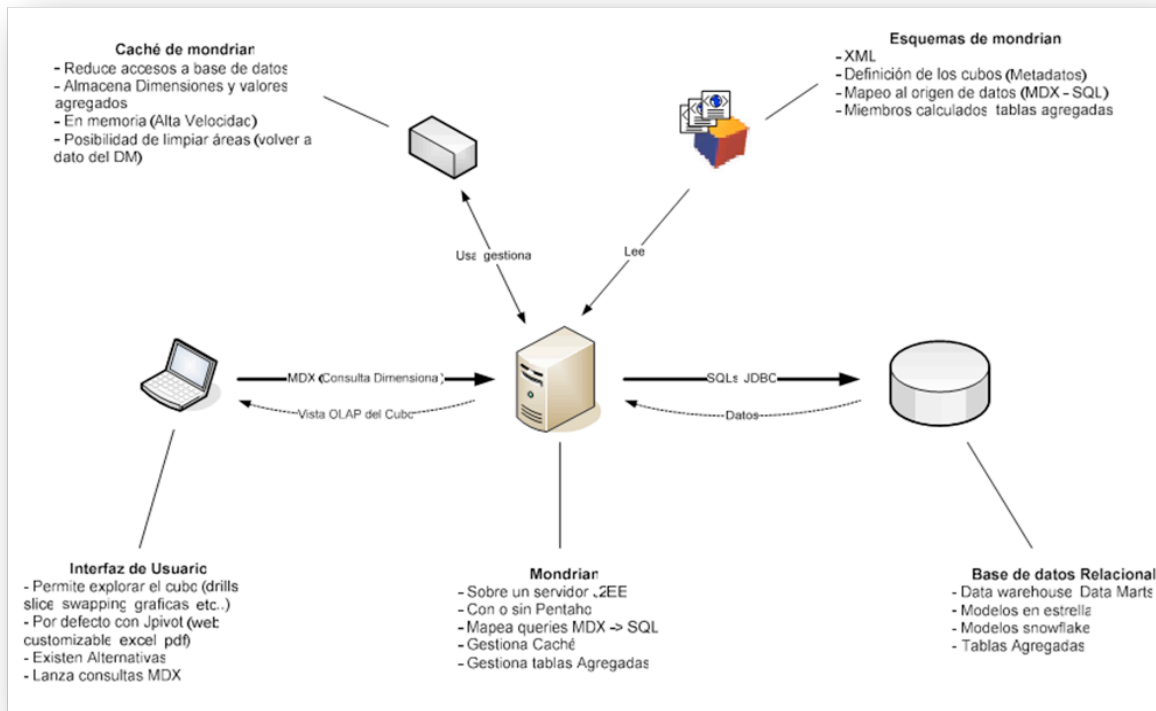 Caché de mondrian
- Reduce accesos a base de datos
- Almacena Dimensiones y valores
agregados
- En memoria (Alta Velocidac)
- Posibilidad de limpiar áreas (volver a
dato del DM)
Esquemas de mondrian
- XML
- Definición de los cubos (Metadatos)
- Mapeo al origen de datos (MDX - SQL)
- Miembros calculados tablas agregadas
Usa gestiona
Lee
MDX (Consulta Dimensiona)
Vista OLAP del Cubo
SQLs JDBC
Datos
Interfaz de Usuario
- Permite explorar el cubo (drills
slice swapping graficas etc..)
- Por defecto con Jpivot (web
customizable excel pdf)
- Existen Alternativas
- Lanza consultas MDX
Mondrian
- Sobre un servidor J2EE
- Con o sin Pentaho
- Mapea queries MDX -> SQL
- Gestiona Caché
- Gestiona tablas Agregadas
Base de datos Relacional
- Data warehouse Data Marts
- Modelos en estrella
- Modelos snowflake
- Tablas Agregadas